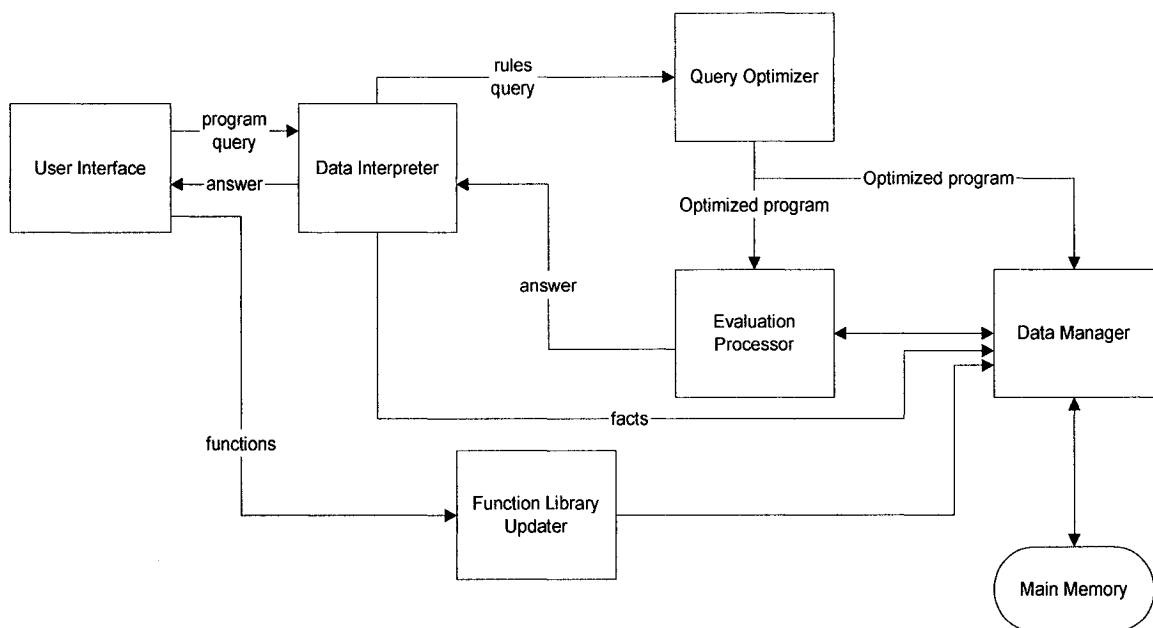 rules
query
Query Optimizer
program
query
User Interface
Data Interpreter
answer
Optimized program
Optimized program
answer
Evaluation
Processor
Data Manager
facts
functions
Function Library
Updater
Main Memory